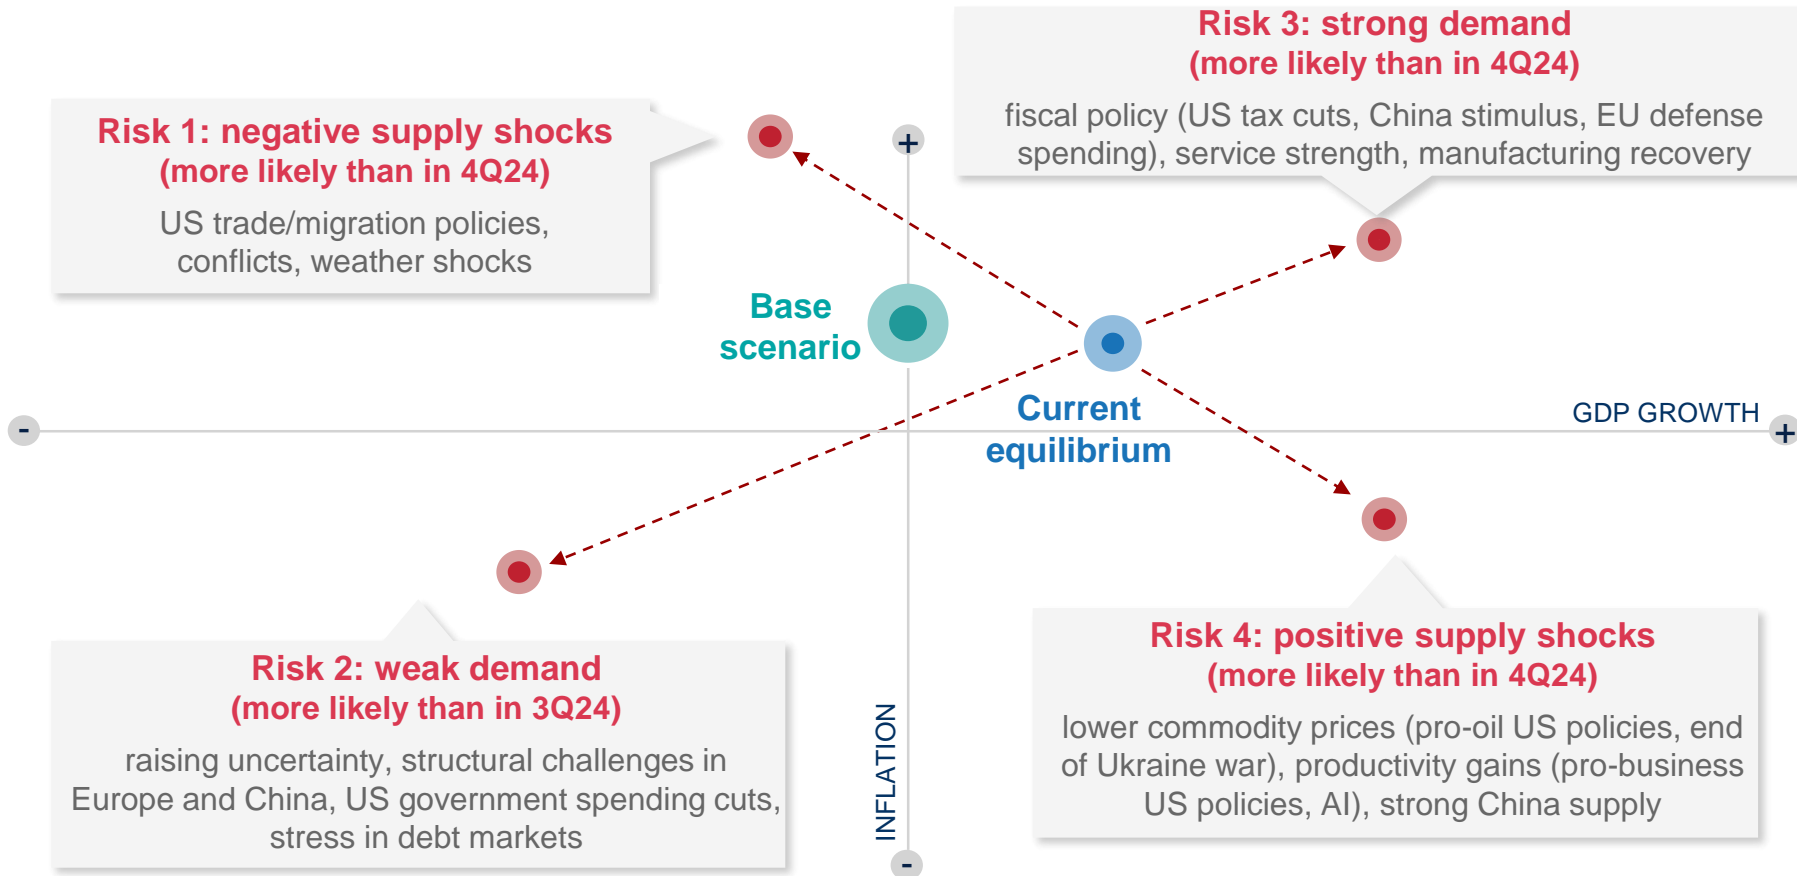 Risk 1: negative supply shocks
(more likely than in 4Q24)
US trade/migration policies,
conflicts, weather shocks
Risk 3: strong demand
(more likely than in 4Q24)
fiscal policy (US tax cuts, China stimulus, EU defense
spending), service strength, manufacturing recovery
+
Base
scenario
Current
equilibrium
-
GDP GROWTH
+
Risk 2: weak demand
(more likely than in 3Q24)
raising uncertainty, structural challenges in
Europe and China, US government spending cuts,
stress in debt markets
INFLATION
-
Risk 4: positive supply shocks
(more likely than in 4Q24)
lower commodity prices (pro-oil US policies, end
of Ukraine war), productivity gains (pro-business
US policies, AI), strong China supply